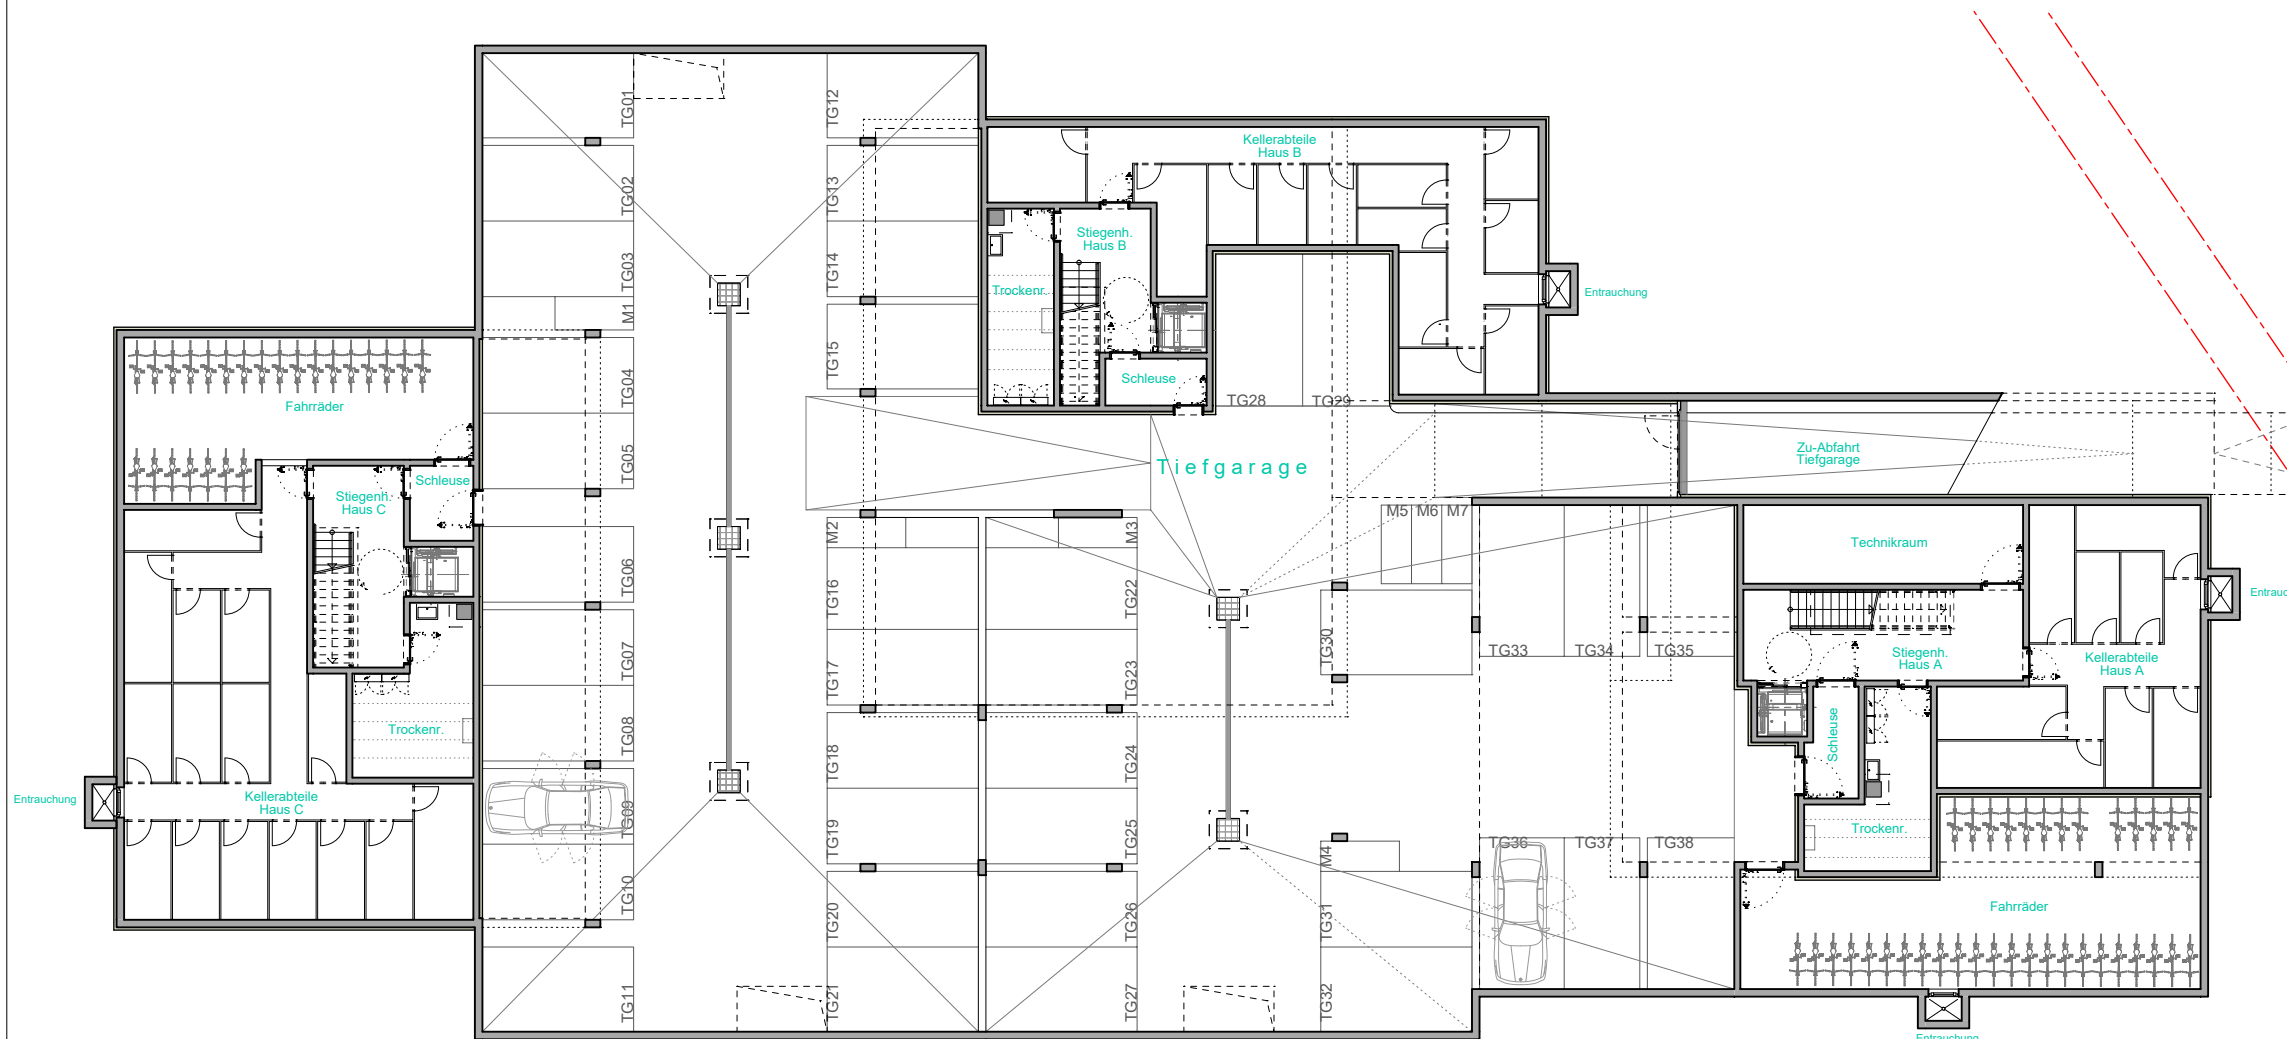 TG01
TG12
TG02
TG13
TG03
TG14
M1
TG15
TG04
TG05
TG06
TG07
TG08
TG09
TG10
TG11
Kellerabteile
Haus B
Stiegenh.
Haus B
Trockenr.
Schleuse
Entrauchung
TG28
TG29
Fahrräder
Schleuse
Stiegenh.
Haus C
Trockenr.
Kellerabteile
Haus C
Entrauchung
Tiefgarage
Zu-Abfahrt
Tiefgarage
M2
M3
M5
M6
M7
TG16
TG22
TG17
TG23
TG18
TG24
TG19
TG25
TG20
TG26
TG21
TG27
TG30
M4
TG31
TG32
TG33
TG34
TG35
TG36
TG37
TG38
Technikraum
Stiegenh.
Haus A
Kellerabteile
Haus A
Schleuse
Trockenr.
Fahrräder
Entrauc
Entrauchung